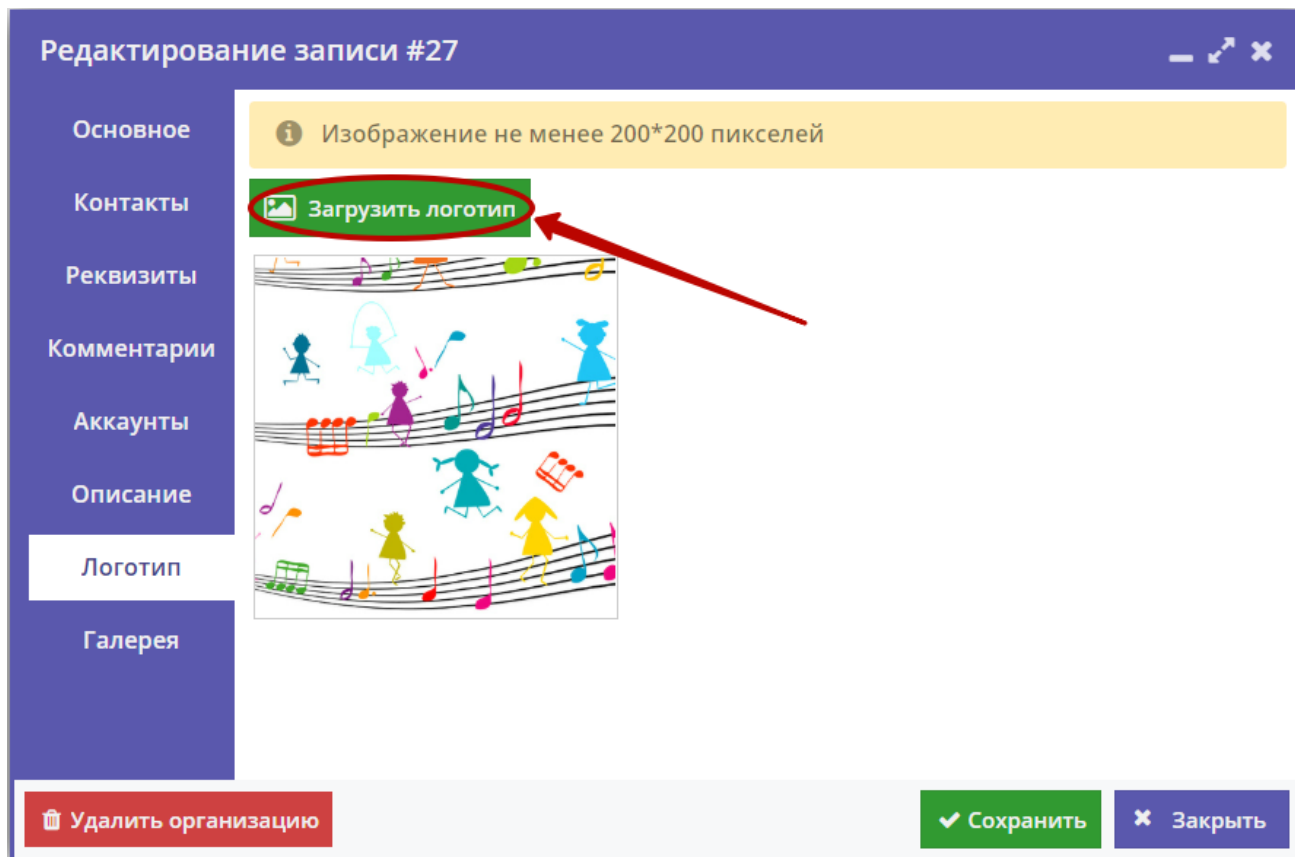 Редактирование записи #27
Основное
Изображение не менее 200*200 пикселей
Контакты
Загрузить логотип
Реквизиты
Комментарии
Аккаунты
Описание
Логотип
Галерея
Удалить организацию
Сохранить
Закрыть